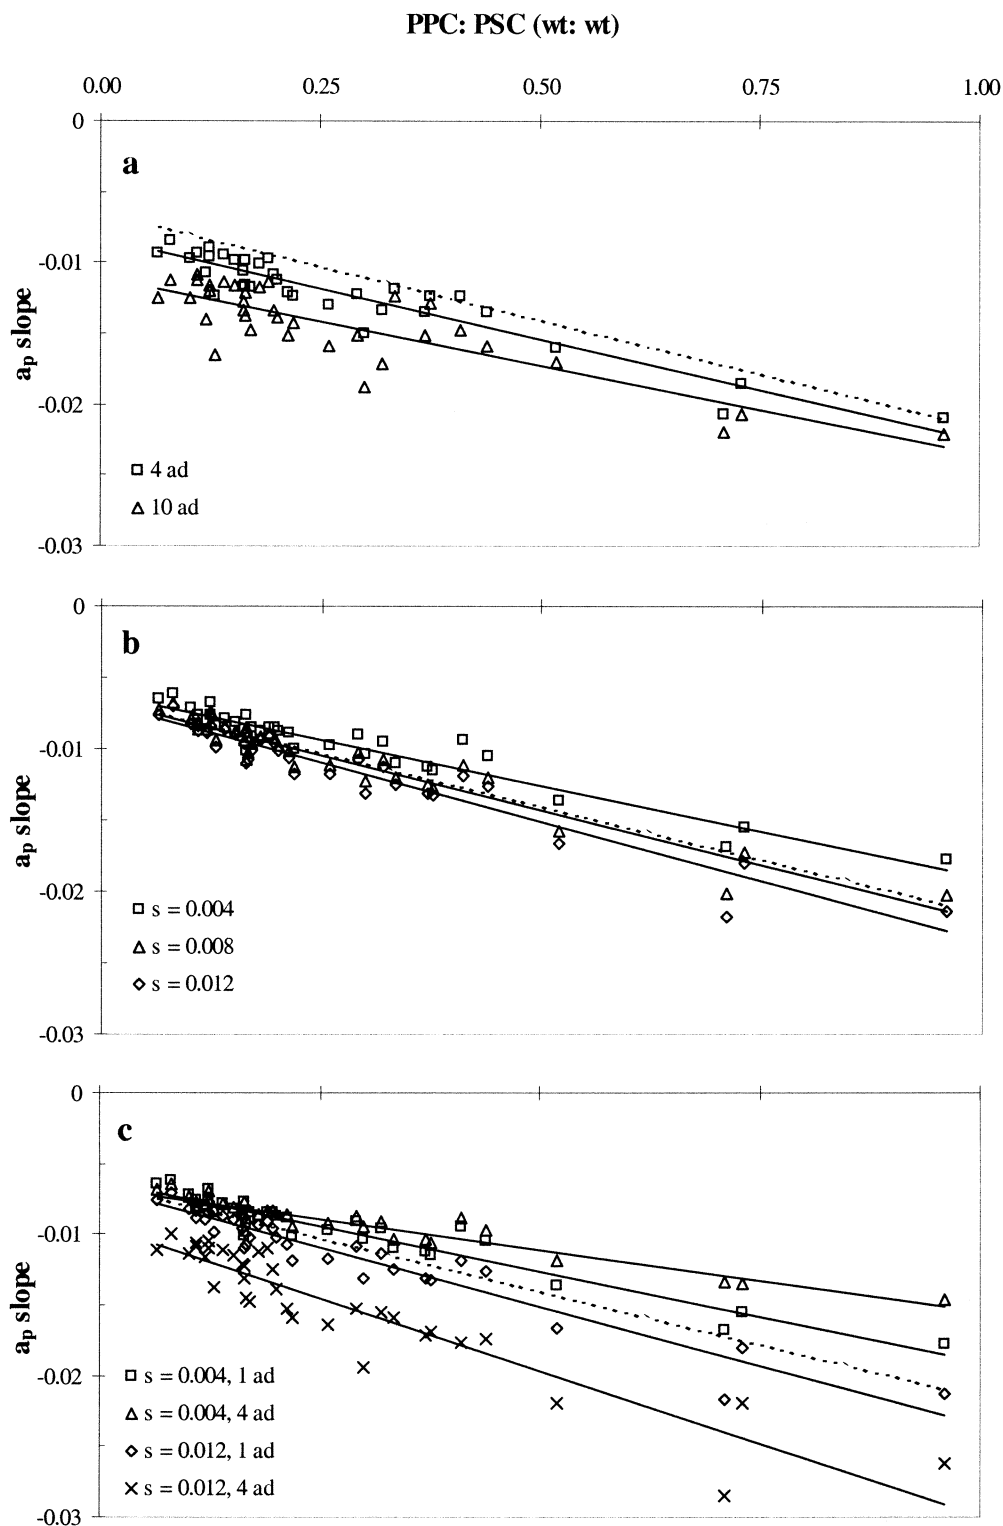 PPC: PSC (wt: wt)
0.00 0.25 0.50 0.75 1.00
0
a
-0.01
aₚ slope
-0.02
4 ad
10 ad
-0.03
0
b
-0.01
aₚ slope
-0.02
s = 0.004
s = 0.008
s = 0.012
-0.03
0
c
-0.01
aₚ slope
-0.02
s = 0.004, 1 ad
s = 0.004, 4 ad
s = 0.012, 1 ad
s = 0.012, 4 ad
-0.03